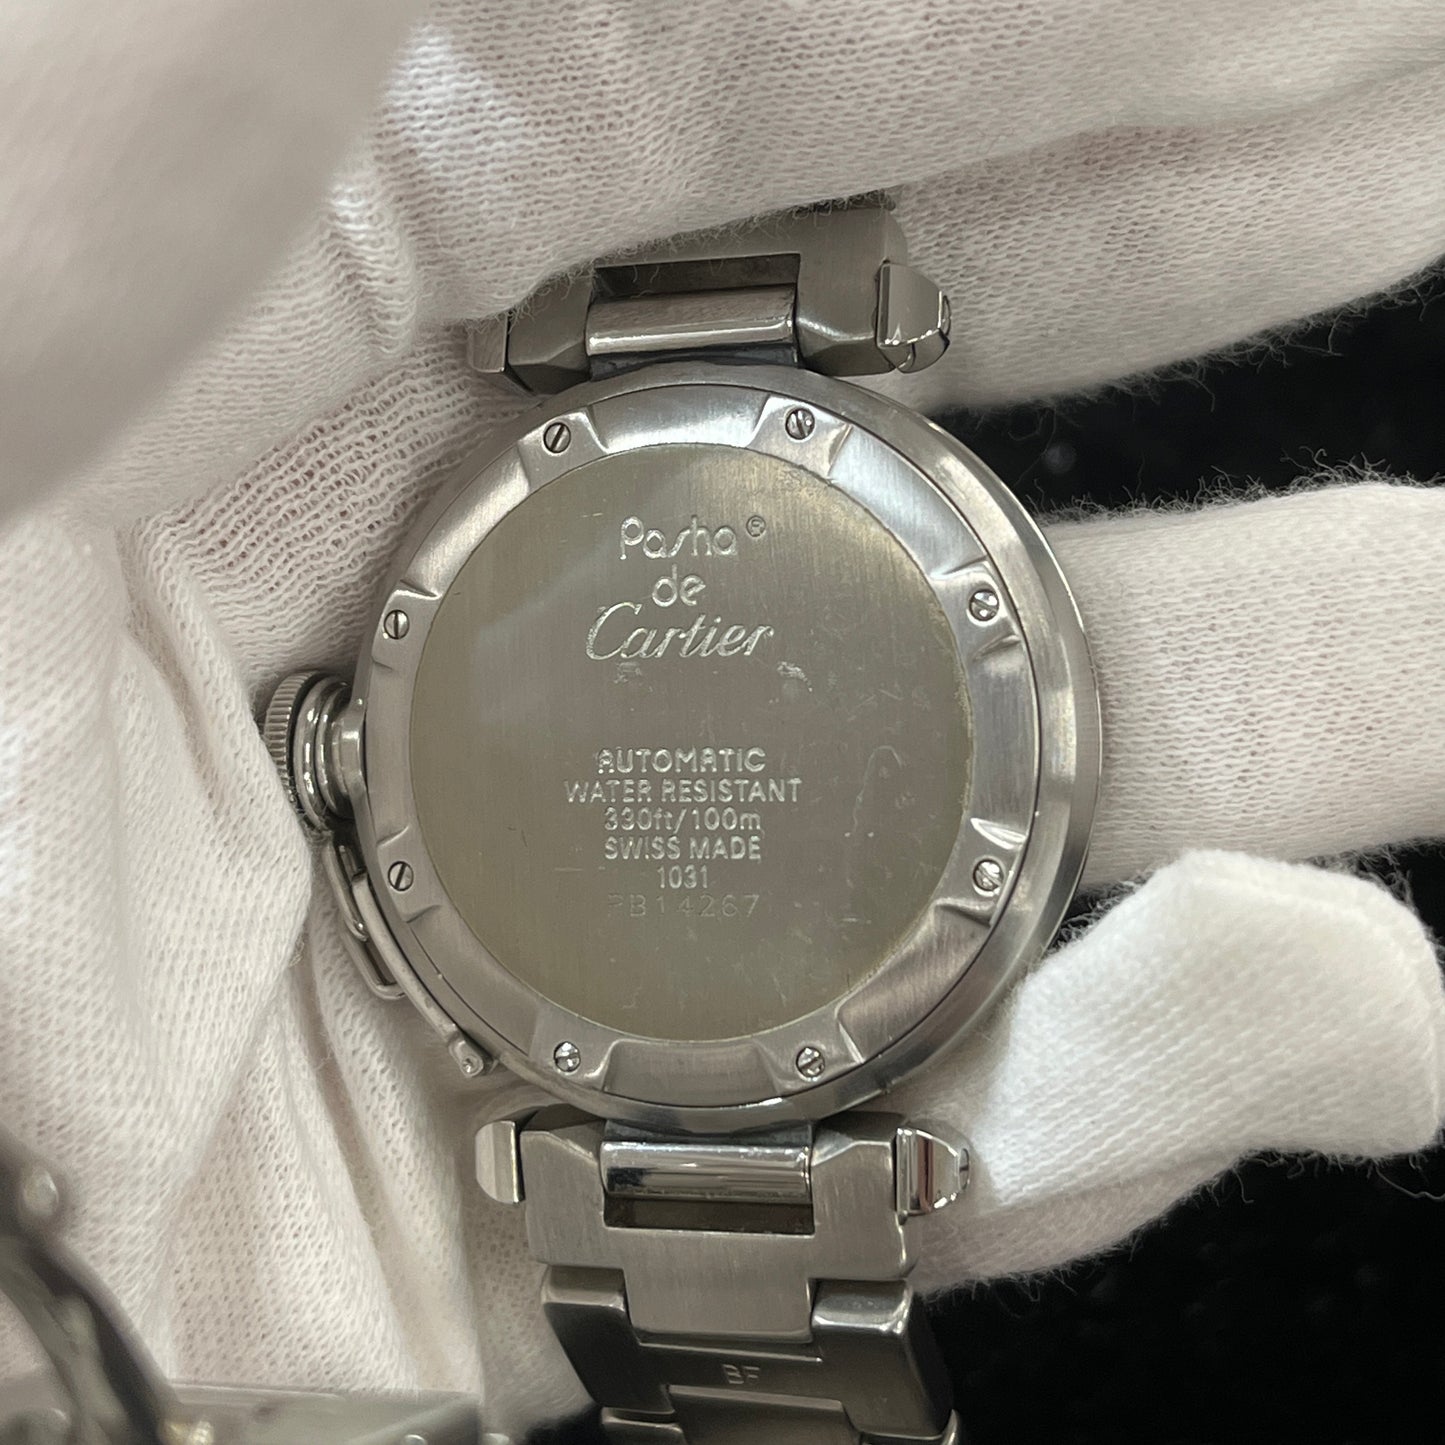 Pasha®
de
Cartier
AUTOMATIC
WATER RESISTANT
330ft/100m
SWISS MADE
1031
PB14267
BF